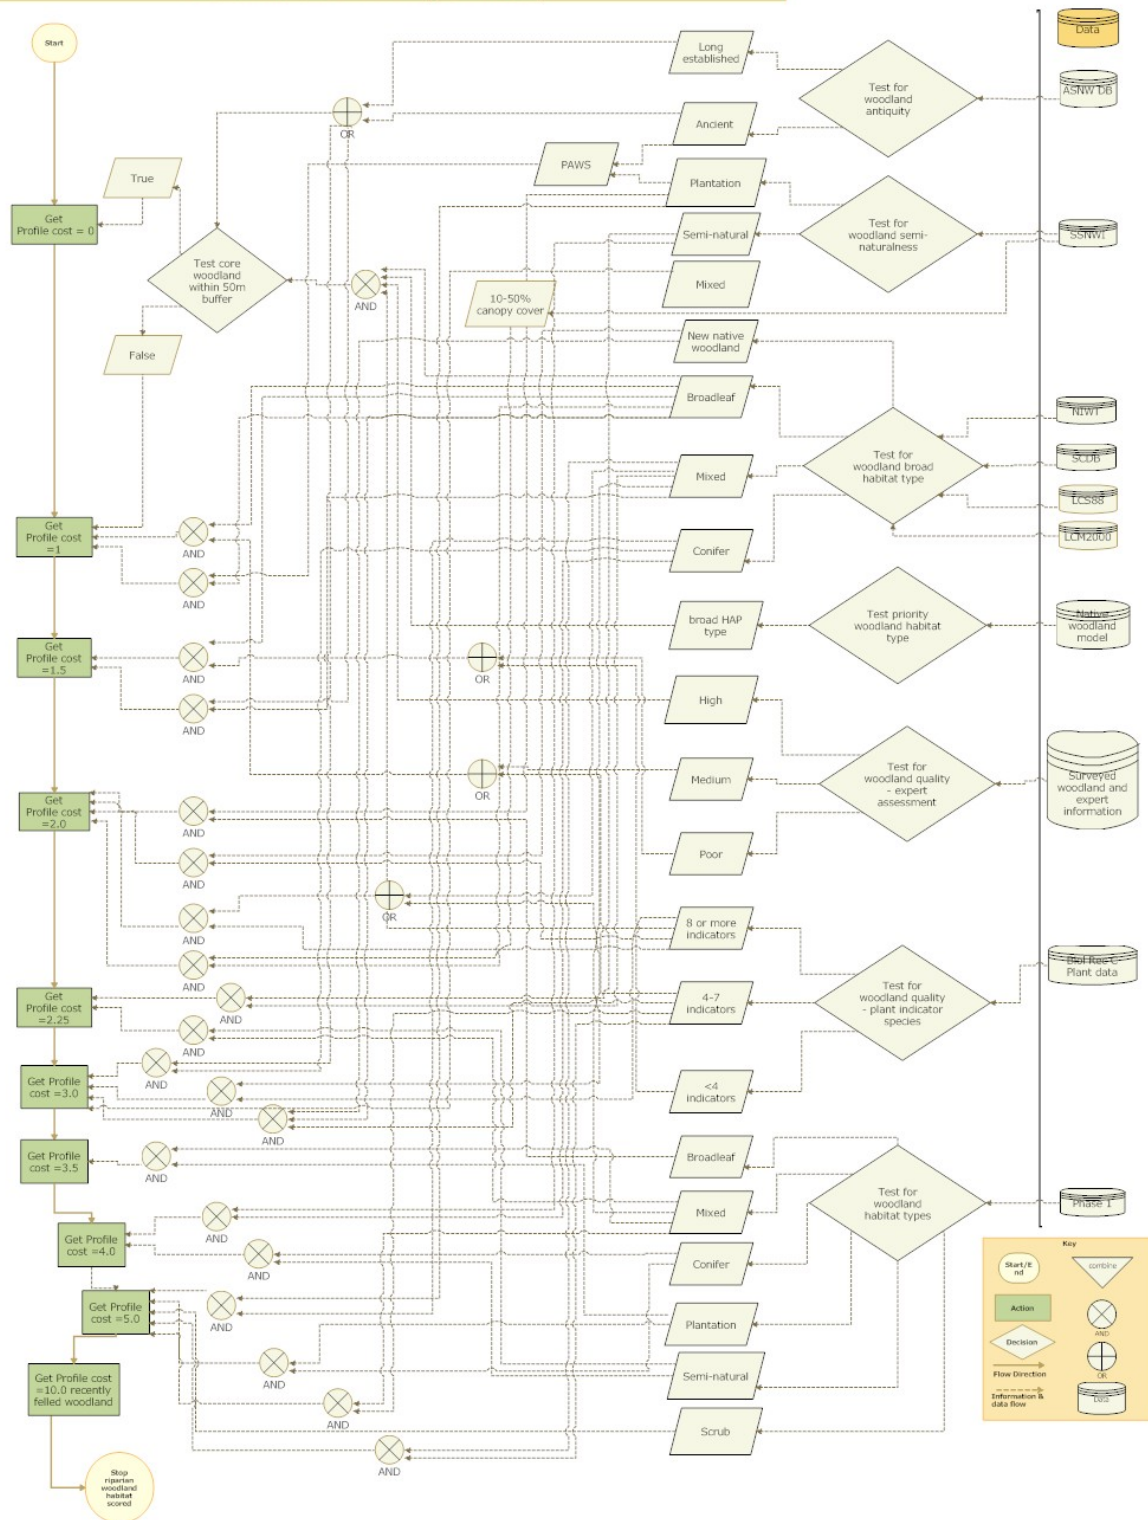 Start
Long
established
Data
Test for
woodland
antiquity
ASNW DB
OR
Ancient
PAWS
True
Plantation
Get
Profile cost = 0
Semi-natural
Test for
woodland semi-
naturalness
SSNWI
Test core
woodland
within 50m
buffer
AND
Mixed
10-50%
canopy cover
False
New native
woodland
Broadleaf
NIWT
Test for
woodland broad
habitat type
SCDB
Mixed
LCS88
Get
Profile cost
=1
AND
LCM2000
Conifer
AND
broad HAP
type
Test priority
woodland habitat
type
Native
woodland
model
Get
Profile cost
=1.5
AND
OR
AND
High
Test for
woodland quality
- expert
assessment
Surveyed
woodland and
expert
information
Medium
OR
Get
Profile cost
=2.0
AND
AND
Poor
OR
AND
8 or more
indicators
AND
Test for
woodland quality
- plant indicator
species
Biol Rec C
Plant data
Get
Profile cost
=2.25
AND
4-7
indicators
AND
Get Profile
cost =3.0
AND
AND
<4
indicators
AND
Get Profile
cost =3.5
AND
Broadleaf
Test for
woodland
habitat types
Phase 1
Mixed
Get Profile
cost =4.0
AND
AND
Conifer
Get Profile
cost =5.0
AND
Plantation
Get Profile cost
=10.0 recently
felled woodland
AND
Semi-natural
AND
Scrub
AND
Stop
riparian
woodland
habitat
scored
Key
Start/E
nd
combine
Action
AND
Decision
OR
Flow Direction
Information &
data flow
Data